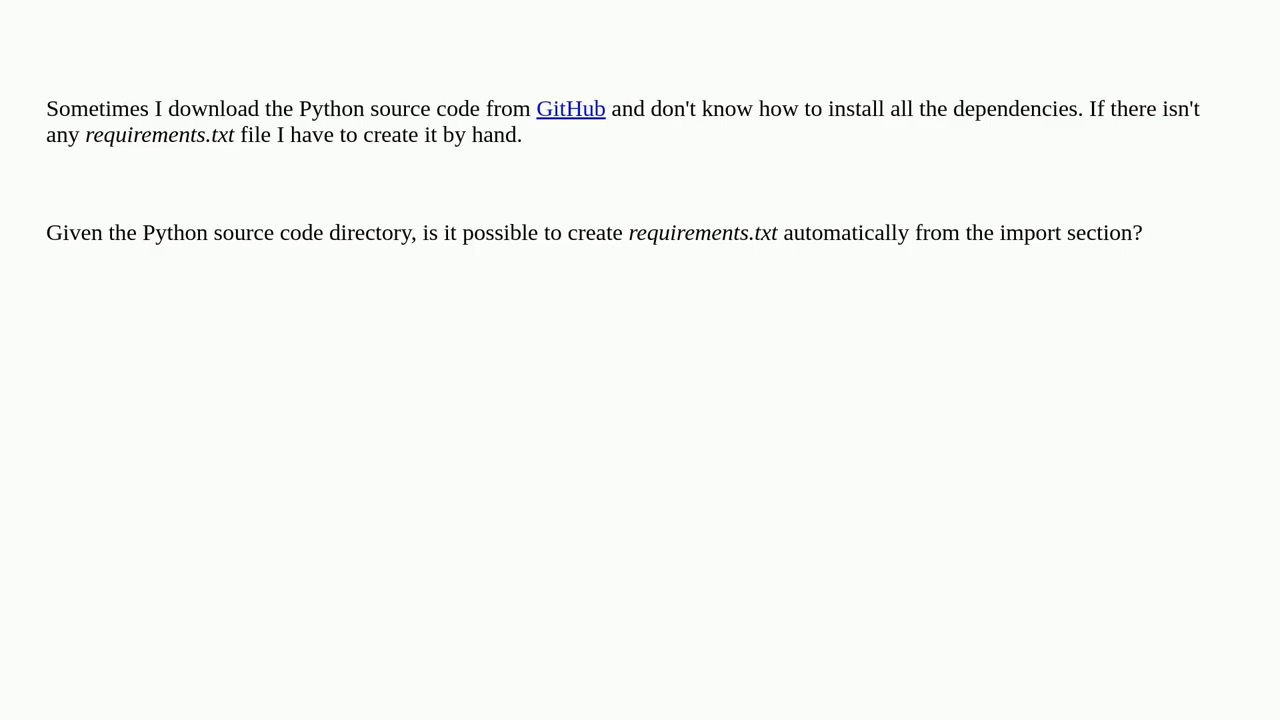 Sometimes I download the Python source code from GitHub and don't know how to install all the dependencies. If there isn't
any requirements.txt file I have to create it by hand.
Given the Python source code directory, is it possible to create requirements.txt automatically from the import section?